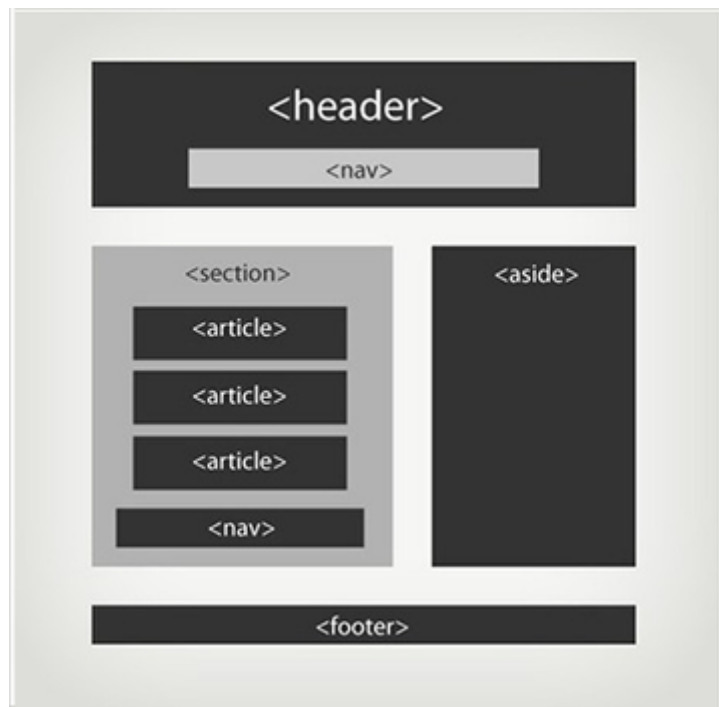 <header>
<nav>
<section>
<article>
<article>
<article>
<nav>
<aside>
<footer>